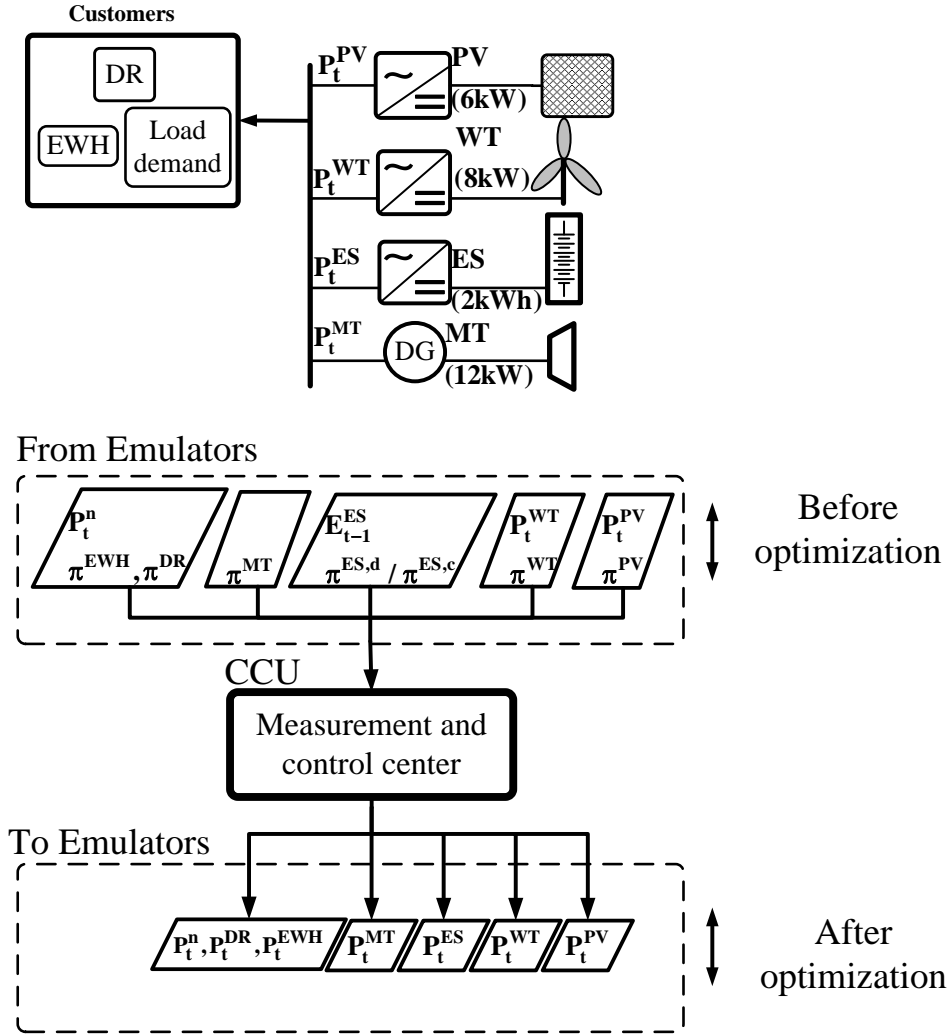 Customers
DR
EWH
Load
demand
P_t^PV
PV
(6kW)
P_t^WT
WT
(8kW)
P_t^ES
ES
(2kWh)
P_t^MT
DG
MT
(12kW)
From Emulators
P_t^n
π^EWH , π^DR
π^MT
E_t−1^ES
π^ES,d / π^ES,c
P_t^WT
π^WT
P_t^PV
π^PV
Before
optimization
CCU
Measurement and
control center
To Emulators
P_t^n, P_t^DR, P_t^EWH
P_t^MT
P_t^ES
P_t^WT
P_t^PV
After
optimization